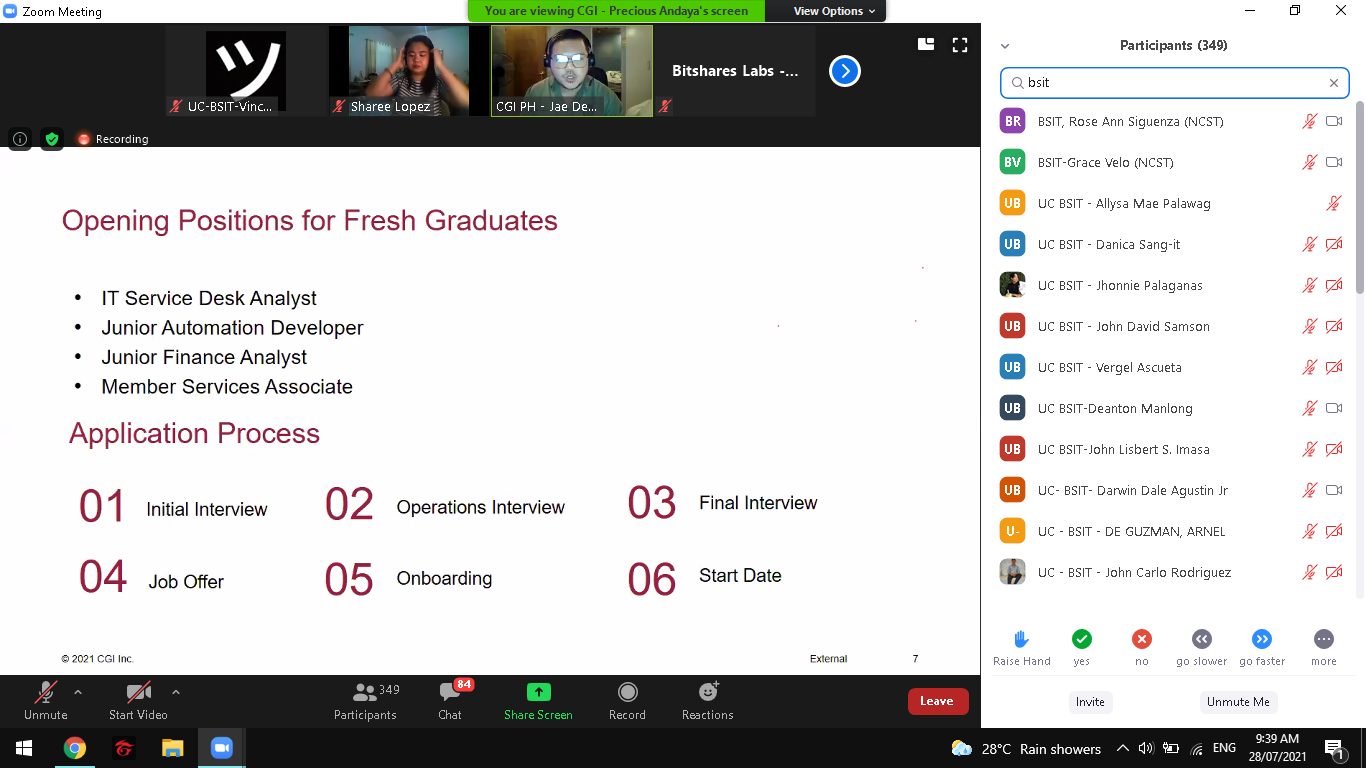 Zoom Meeting
You are viewing CGI - Precious Andaya's screen
View Options
ツ
UC-BSIT-Vinc...
Sharee Lopez
CGI PH - Jae De...
Bitshares Labs -...
Recording
Opening Positions for Fresh Graduates
• IT Service Desk Analyst
• Junior Automation Developer
• Junior Finance Analyst
• Member Services Associate
Application Process
01 Initial Interview
02 Operations Interview
03 Final Interview
04 Job Offer
05 Onboarding
06 Start Date
© 2021 CGI Inc.
External
7
Participants (349)
bsit
BR BSIT, Rose Ann Siguenza (NCST)
BV BSIT-Grace Velo (NCST)
UB UC BSIT - Allysa Mae Palawag
UB UC BSIT - Danica Sang-it
UC BSIT - Jhonnie Palaganas
UB UC BSIT - John David Samson
UB UC BSIT - Vergel Ascueta
UB UC BSIT-Deanton Manlong
UB UC BSIT-John Lisbert S. Imasa
UB UC- BSIT- Darwin Dale Agustin Jr
U- UC - BSIT - DE GUZMAN, ARNEL
UC - BSIT - John Carlo Rodriguez
Raise Hand
yes
no
go slower
go faster
more
Invite
Unmute Me
Unmute
Start Video
349
Participants
84
Chat
Share Screen
Record
Reactions
Leave
28°C Rain showers
ENG
9:39 AM
28/07/2021
1